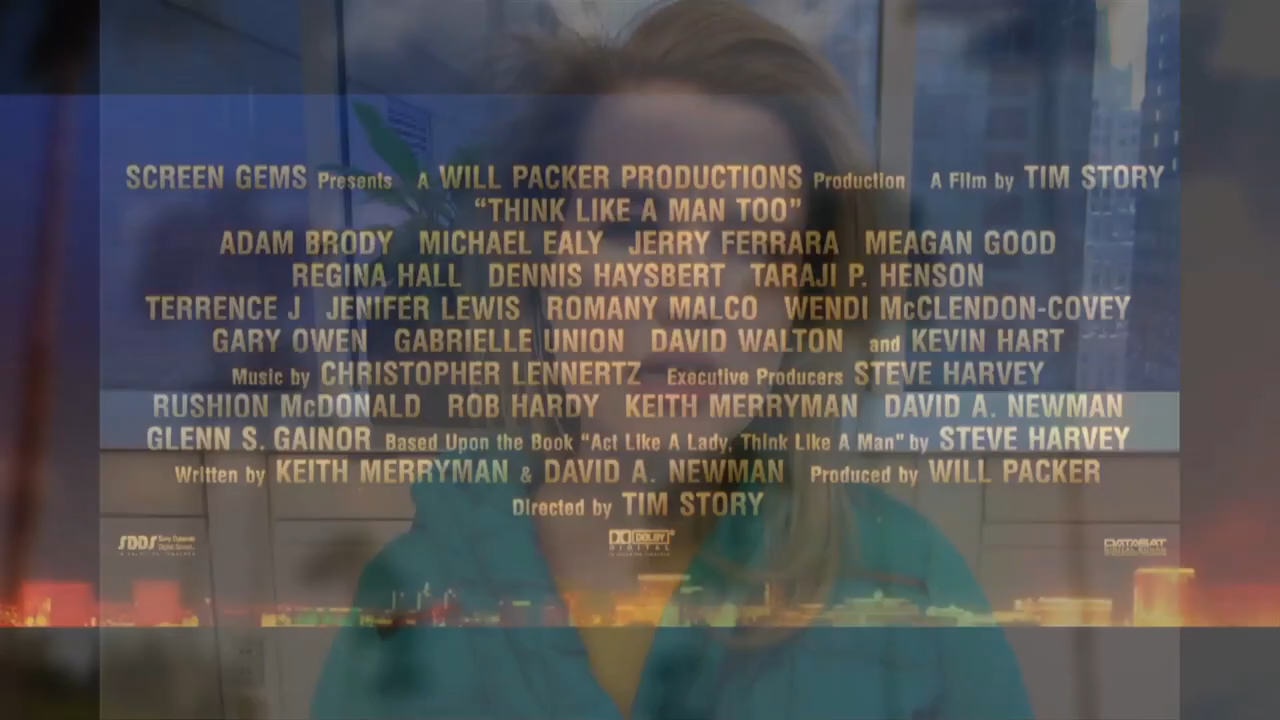 SCREEN GEMS Presents A WILL PACKER PRODUCTIONS Production A Film by TIM STORY
"THINK LIKE A MAN TOO"
ADAM BRODY MICHAEL EALY JERRY FERRARA MEAGAN GOOD
REGINA HALL DENNIS HAYSBERT TARAJI P. HENSON
TERRENCE J JENIFER LEWIS ROMANY MALCO WENDI McCLENDON-COVEY
GARY OWEN GABRIELLE UNION DAVID WALTON and KEVIN HART
Music by CHRISTOPHER LENNERTZ Executive Producers STEVE HARVEY
RUSHION McDONALD ROB HARDY KEITH MERRYMAN DAVID A. NEWMAN
GLENN S. GAINOR Based Upon the Book "Act Like A Lady, Think Like A Man" by STEVE HARVEY
Written by KEITH MERRYMAN & DAVID A. NEWMAN Produced by WILL PACKER
Directed by TIM STORY
SDDS DOLBY DIGITAL DATASAT